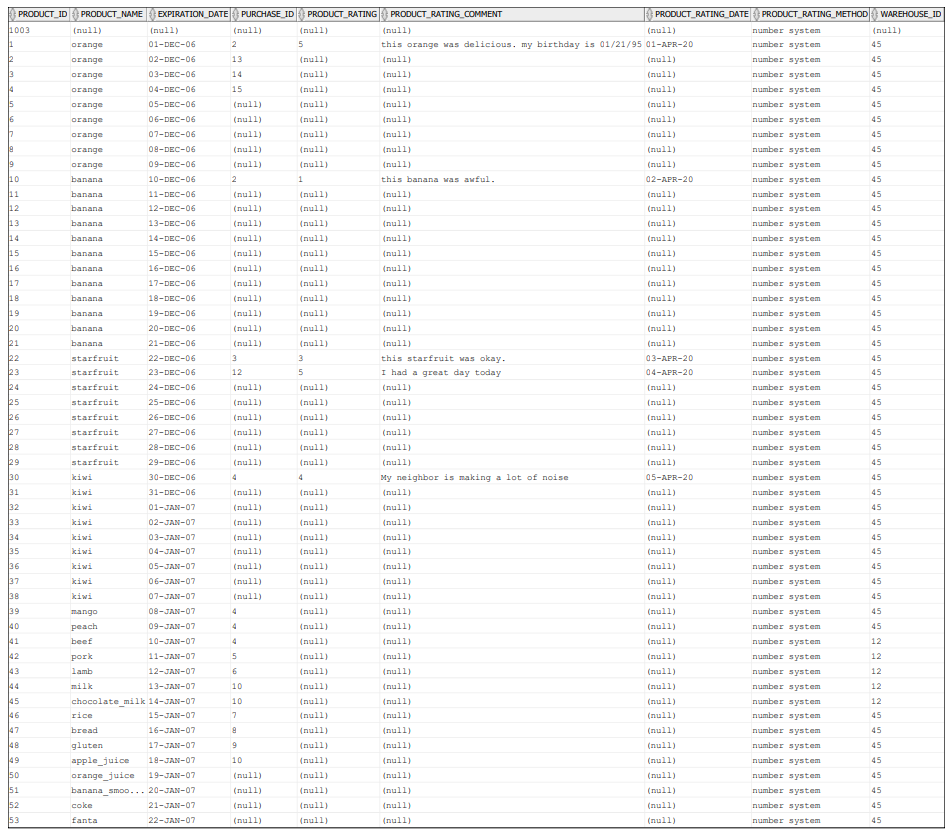 PRODUCT_ID PRODUCT_NAME EXPIRATION_DATE PURCHASE_ID PRODUCT_RATING PRODUCT_RATING_COMMENT PRODUCT_RATING_DATE PRODUCT_RATING_METHOD WAREHOUSE_ID
1003 (null) (null) (null) (null) (null) (null) number system (null)
1 orange 01-DEC-06 2 5 this orange was delicious. my birthday is 01/21/95 01-APR-20 number system 45
2 orange 02-DEC-06 13 (null) (null) (null) number system 45
3 orange 03-DEC-06 14 (null) (null) (null) number system 45
4 orange 04-DEC-06 15 (null) (null) (null) number system 45
5 orange 05-DEC-06 (null) (null) (null) (null) number system 45
6 orange 06-DEC-06 (null) (null) (null) (null) number system 45
7 orange 07-DEC-06 (null) (null) (null) (null) number system 45
8 orange 08-DEC-06 (null) (null) (null) (null) number system 45
9 orange 09-DEC-06 (null) (null) (null) (null) number system 45
10 banana 10-DEC-06 2 1 this banana was awful. 02-APR-20 number system 45
11 banana 11-DEC-06 (null) (null) (null) (null) number system 45
12 banana 12-DEC-06 (null) (null) (null) (null) number system 45
13 banana 13-DEC-06 (null) (null) (null) (null) number system 45
14 banana 14-DEC-06 (null) (null) (null) (null) number system 45
15 banana 15-DEC-06 (null) (null) (null) (null) number system 45
16 banana 16-DEC-06 (null) (null) (null) (null) number system 45
17 banana 17-DEC-06 (null) (null) (null) (null) number system 45
18 banana 18-DEC-06 (null) (null) (null) (null) number system 45
19 banana 19-DEC-06 (null) (null) (null) (null) number system 45
20 banana 20-DEC-06 (null) (null) (null) (null) number system 45
21 banana 21-DEC-06 (null) (null) (null) (null) number system 45
22 starfruit 22-DEC-06 3 3 this starfruit was okay. 03-APR-20 number system 45
23 starfruit 23-DEC-06 12 5 I had a great day today 04-APR-20 number system 45
24 starfruit 24-DEC-06 (null) (null) (null) (null) number system 45
25 starfruit 25-DEC-06 (null) (null) (null) (null) number system 45
26 starfruit 26-DEC-06 (null) (null) (null) (null) number system 45
27 starfruit 27-DEC-06 (null) (null) (null) (null) number system 45
28 starfruit 28-DEC-06 (null) (null) (null) (null) number system 45
29 starfruit 29-DEC-06 (null) (null) (null) (null) number system 45
30 kiwi 30-DEC-06 4 4 My neighbor is making a lot of noise 05-APR-20 number system 45
31 kiwi 31-DEC-06 (null) (null) (null) (null) number system 45
32 kiwi 01-JAN-07 (null) (null) (null) (null) number system 45
33 kiwi 02-JAN-07 (null) (null) (null) (null) number system 45
34 kiwi 03-JAN-07 (null) (null) (null) (null) number system 45
35 kiwi 04-JAN-07 (null) (null) (null) (null) number system 45
36 kiwi 05-JAN-07 (null) (null) (null) (null) number system 45
37 kiwi 06-JAN-07 (null) (null) (null) (null) number system 45
38 kiwi 07-JAN-07 (null) (null) (null) (null) number system 45
39 mango 08-JAN-07 4 (null) (null) (null) number system 45
40 peach 09-JAN-07 4 (null) (null) (null) number system 45
41 beef 10-JAN-07 4 (null) (null) (null) number system 12
42 pork 11-JAN-07 5 (null) (null) (null) number system 12
43 lamb 12-JAN-07 6 (null) (null) (null) number system 12
44 milk 13-JAN-07 10 (null) (null) (null) number system 12
45 chocolate_milk 14-JAN-07 10 (null) (null) (null) number system 12
46 rice 15-JAN-07 7 (null) (null) (null) number system 45
47 bread 16-JAN-07 8 (null) (null) (null) number system 45
48 gluten 17-JAN-07 9 (null) (null) (null) number system 45
49 apple_juice 18-JAN-07 10 (null) (null) (null) number system 45
50 orange_juice 19-JAN-07 (null) (null) (null) (null) number system 45
51 banana_smoo... 20-JAN-07 (null) (null) (null) (null) number system 45
52 coke 21-JAN-07 (null) (null) (null) (null) number system 45
53 fanta 22-JAN-07 (null) (null) (null) (null) number system 45